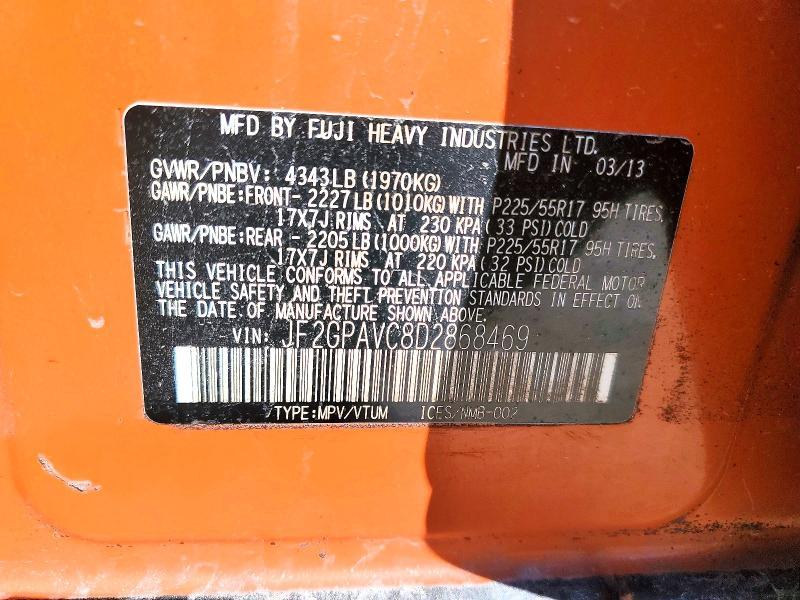 MFD BY FUJI HEAVY INDUSTRIES LTD.
MFD IN 03/13
GVWR/PNBV: 4343LB (1970KG)
GAWR/PNBE:FRONT- 2227LB (1010KG) WITH P225/55R17 95H TIRES,
17X7J RIMS AT 230 KPA (33 PSI) COLD
GAWR/PNBE:REAR - 2205LB (1000KG) WITH P225/55R17 95H TIRES,
17X7J RIMS AT 220 KPA (32 PSI) COLD
THIS VEHICLE CONFORMS TO ALL APPLICABLE FEDERAL MOTOR
VEHICLE SAFETY AND THEFT PREVENTION STANDARDS IN EFFECT ON
THE DATE OF MANUFACTURE SHOWN ABOVE.
VIN: JF2GPAVC8D2868469
TYPE:MPV/VTUM ICES/NMB-002